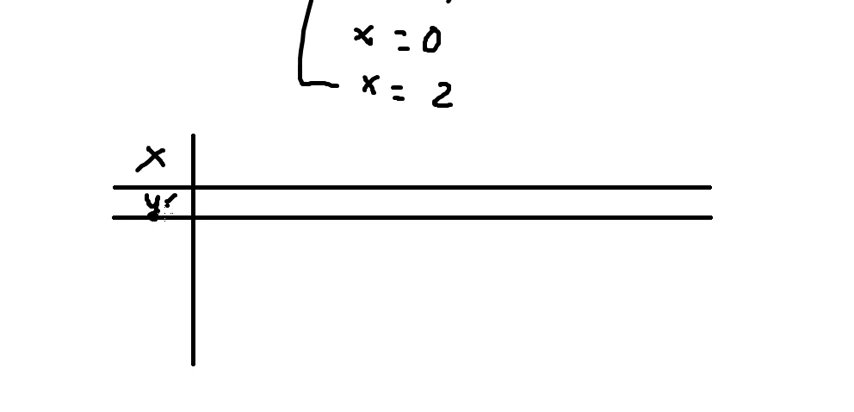 x = 0
x = 2
x
y'